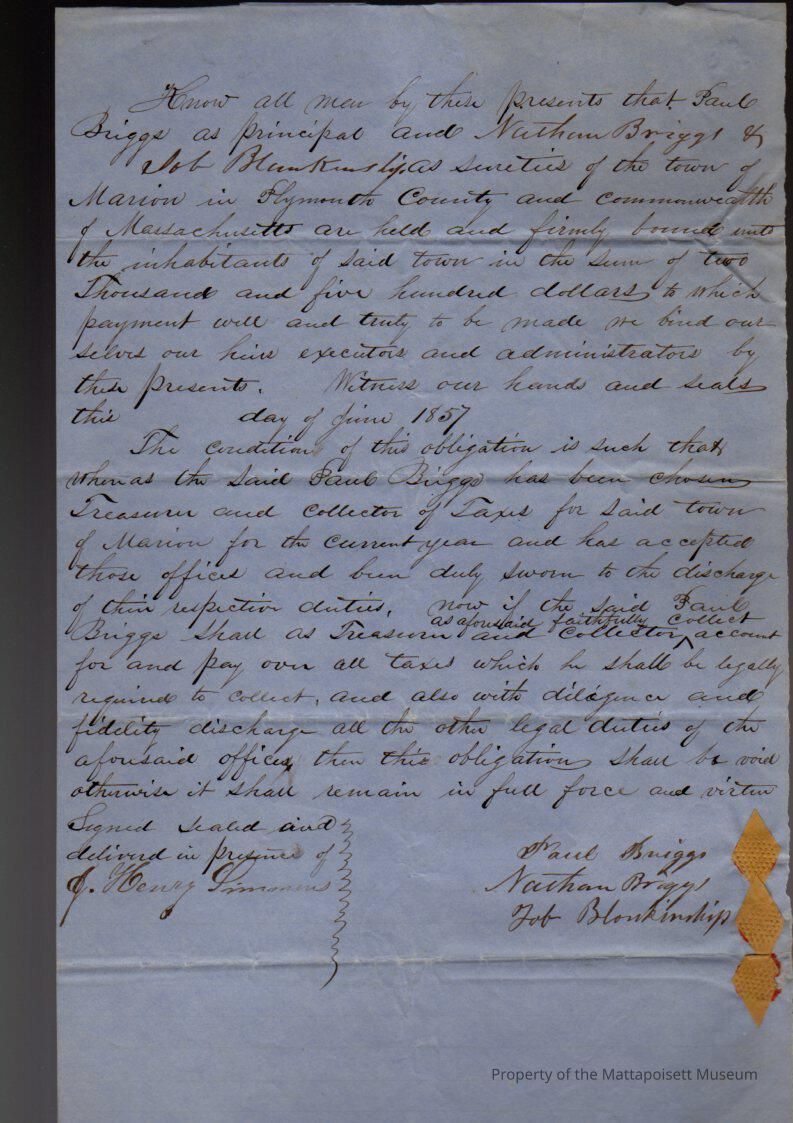 Know all men by these presents that Paul
Briggs as principal and Nathan Briggs &
Job Blankinship as sureties of the town of
Marion in Plymouth County and commonwealth
of Massachusetts are held and firmly bound unto
the inhabitants of said town in the sum of two
Thousand and five hundred dollars to which
payment well and truly to be made we bind our
selves our heirs executors and administrators by
these presents. Witness our hands and seals
this day of June 1857
The condition of this obligation is such that
whereas the said Paul Briggs has been chosen
Treasurer and collector of Taxes for said town
of Marion for the current year and has accepted
those offices and been duly sworn to the discharge
of their respective duties, now if the said Paul
as aforesaid faithfully collect
Briggs shall as Treasurer and collector ^ account
for and pay over all taxes which he shall be legally
required to collect, and also with diligence and
fidelity discharge all the other legal duties of the
aforesaid offices then this obligation shall be void
otherwise it shall remain in full force and virtue
Signed sealed and
delivered in presence of
J. Henry Simmons
Paul Briggs
Nathan Briggs
Job Blankinship
Property of the Mattapoisett Museum